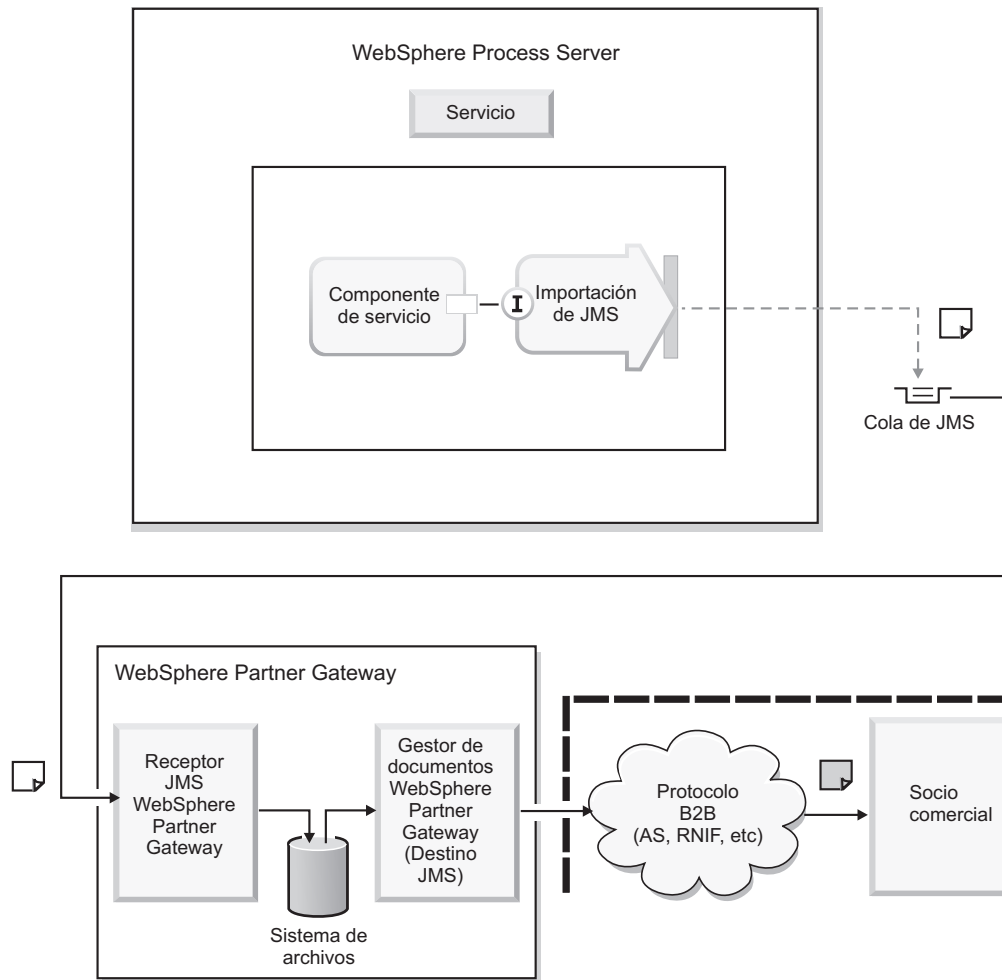 WebSphere Process Server
Servicio
Componente
de servicio
I
Importación
de JMS
Cola de JMS
WebSphere Partner Gateway
Receptor
JMS
WebSphere
Partner
Gateway
Sistema de
archivos
Gestor de
documentos
WebSphere
Partner
Gateway
(Destino
JMS)
Protocolo
B2B
(AS, RNIF, etc)
Socio
comercial